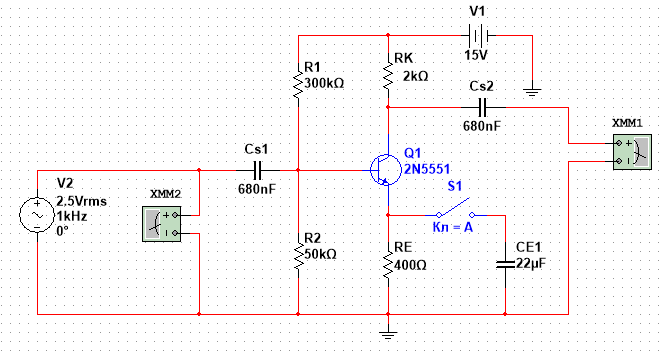 V1
15V
R1
300kΩ
RK
2kΩ
Cs2
680nF
XMM1
Cs1
680nF
Q1
2N5551
S1
Кл = A
V2
2,5Vrms
1kHz
0°
XMM2
R2
50kΩ
RE
400Ω
CE1
22µF